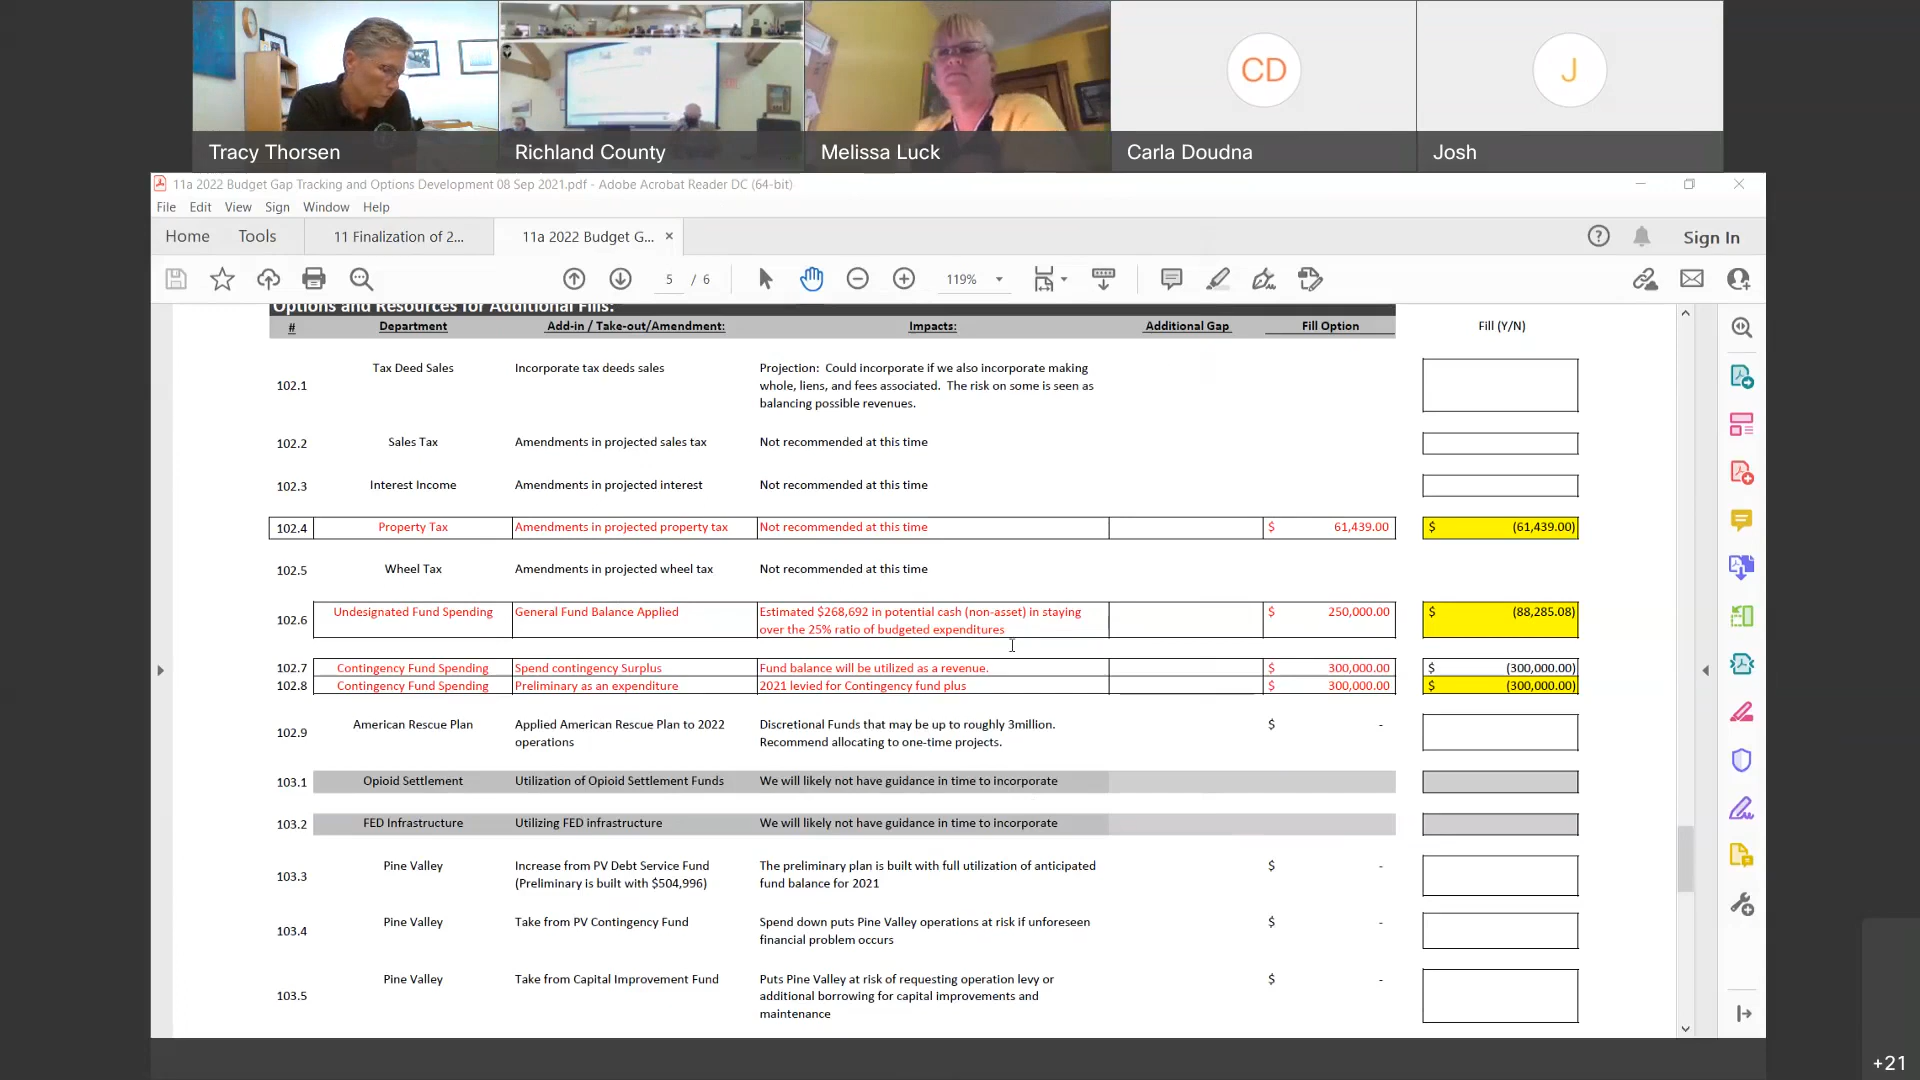 Tracy Thorsen
Richland County
Melissa Luck
CD
Carla Doudna
J
Josh
11a 2022 Budget Gap Tracking and Options Development 08 Sep 2021.pdf - Adobe Acrobat Reader DC (64-bit)
File Edit View Sign Window Help
Home Tools 11 Finalization of 2... 11a 2022 Budget G... × Sign In
5 / 6 119%
Options and Resources for Additional Fills:
# Department Add-in / Take-out/Amendment: Impacts: Additional Gap Fill Option Fill (Y/N)
102.1 Tax Deed Sales Incorporate tax deeds sales Projection: Could incorporate if we also incorporate making
whole, liens, and fees associated. The risk on some is seen as
balancing possible revenues.
102.2 Sales Tax Amendments in projected sales tax Not recommended at this time
102.3 Interest Income Amendments in projected interest Not recommended at this time
102.4 Property Tax Amendments in projected property tax Not recommended at this time $ 61,439.00 $ (61,439.00)
102.5 Wheel Tax Amendments in projected wheel tax Not recommended at this time
102.6 Undesignated Fund Spending General Fund Balance Applied Estimated $268,692 in potential cash (non-asset) in staying $ 250,000.00 $ (88,285.08)
over the 25% ratio of budgeted expenditures
102.7 Contingency Fund Spending Spend contingency Surplus Fund balance will be utilized as a revenue. $ 300,000.00 $ (300,000.00)
102.8 Contingency Fund Spending Preliminary as an expenditure 2021 levied for Contingency fund plus $ 300,000.00 $ (300,000.00)
102.9 American Rescue Plan Applied American Rescue Plan to 2022 Discretional Funds that may be up to roughly 3million. $ -
operations Recommend allocating to one-time projects.
103.1 Opioid Settlement Utilization of Opioid Settlement Funds We will likely not have guidance in time to incorporate
103.2 FED Infrastructure Utilizing FED infrastructure We will likely not have guidance in time to incorporate
103.3 Pine Valley Increase from PV Debt Service Fund The preliminary plan is built with full utilization of anticipated $ -
(Preliminary is built with $504,996) fund balance for 2021
103.4 Pine Valley Take from PV Contingency Fund Spend down puts Pine Valley operations at risk if unforeseen $ -
financial problem occurs
103.5 Pine Valley Take from Capital Improvement Fund Puts Pine Valley at risk of requesting operation levy or $ -
additional borrowing for capital improvements and
maintenance
+21